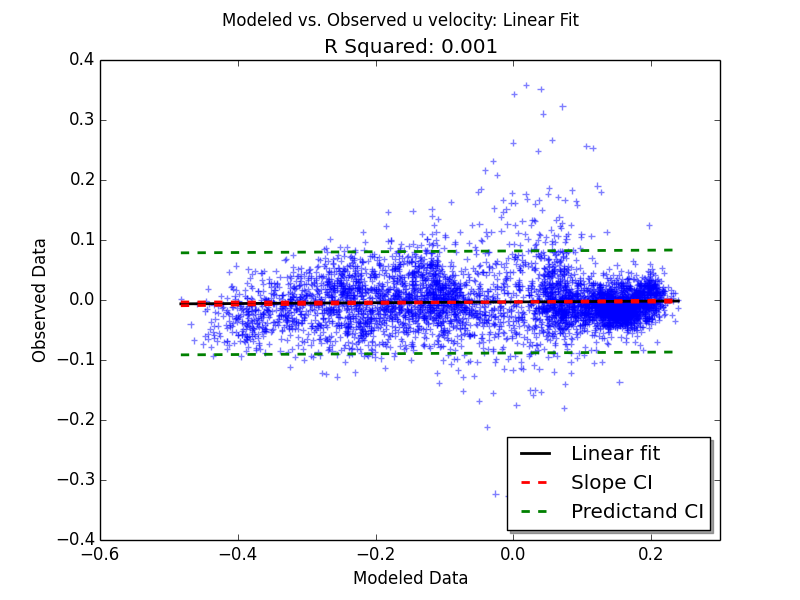 Modeled vs. Observed u velocity: Linear Fit
R Squared: 0.001
0.4
0.3
0.2
0.1
0.0
−0.1
−0.2
−0.3
−0.4
Observed Data
Linear fit
Slope CI
Predictand CI
−0.6
−0.4
−0.2
0.0
0.2
Modeled Data